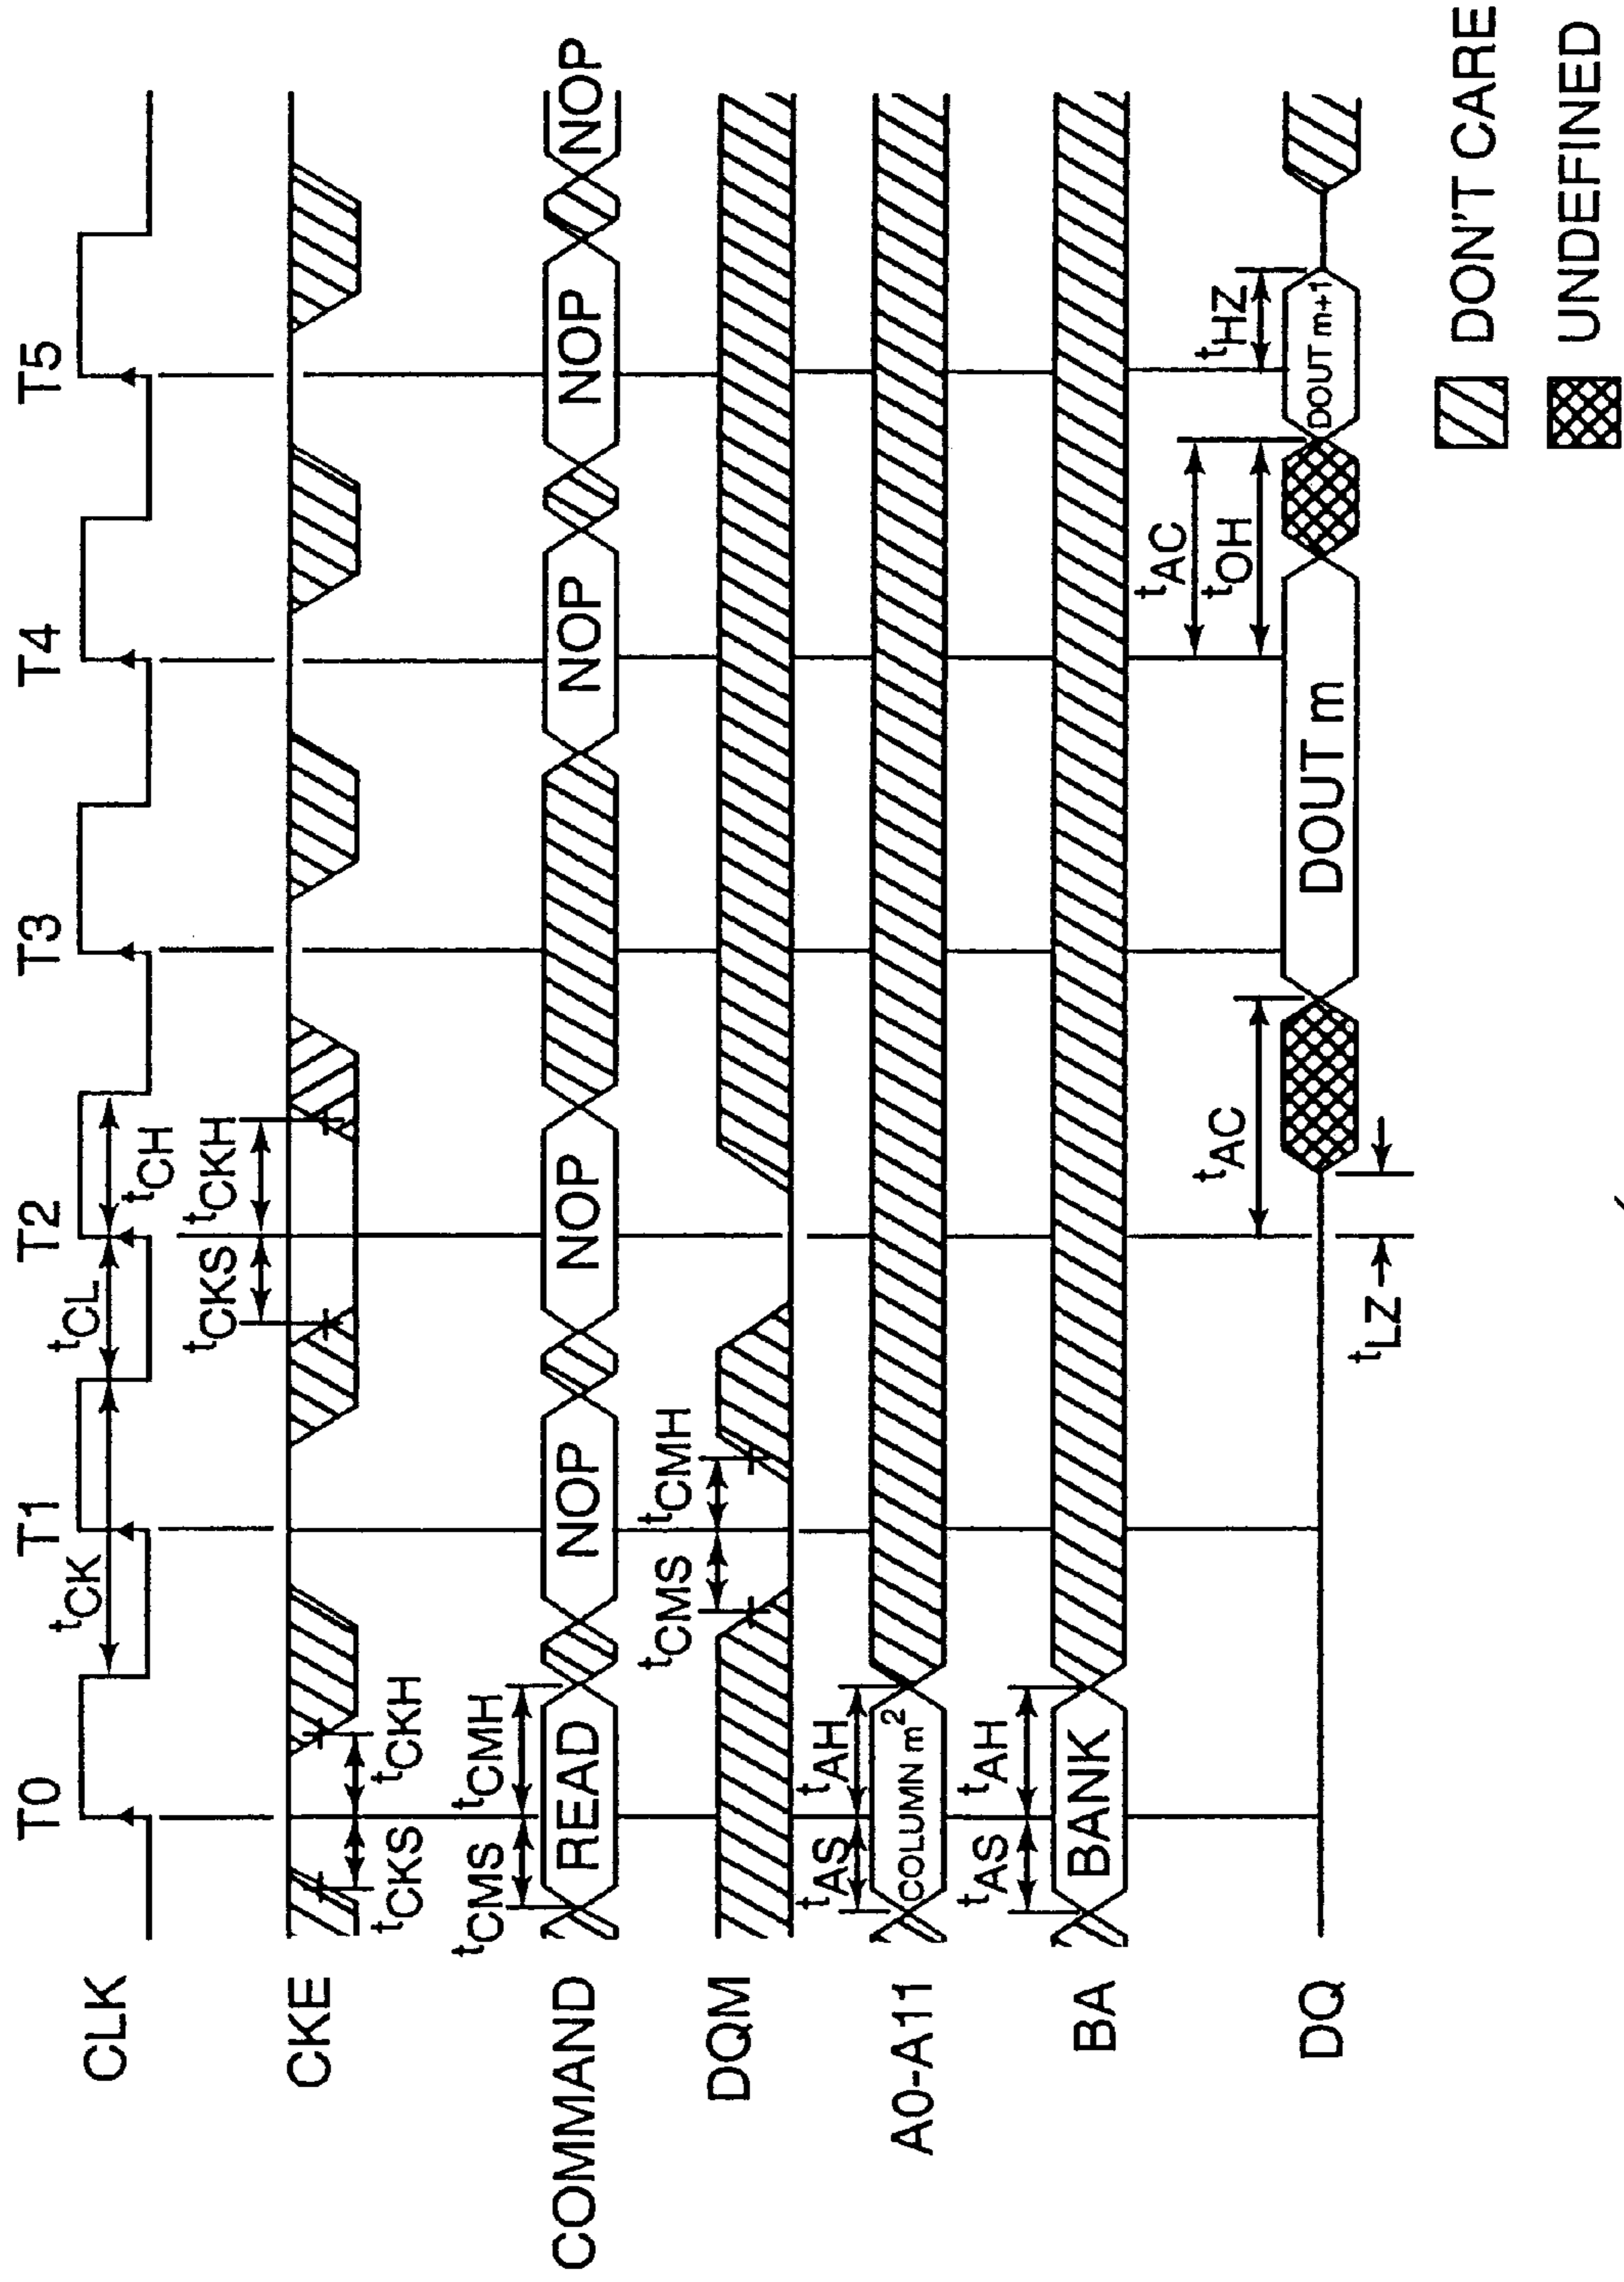 T0 T1 T2 T3 T4 T5
CLK
tCK tCL tCH
CKE
tCKS tCKH tCKS tCKH
tCMS tCMH
COMMAND READ NOP NOP NOP NOP NOP
tCMS tCMH
DQM
tAS tAH
A0-A11 COLUMN m2
tAS tAH
BA BANK
tAC tAC
tOH tHZ
DQ DOUT m DOUT m+1
tLZ
DON'T CARE
UNDEFINED